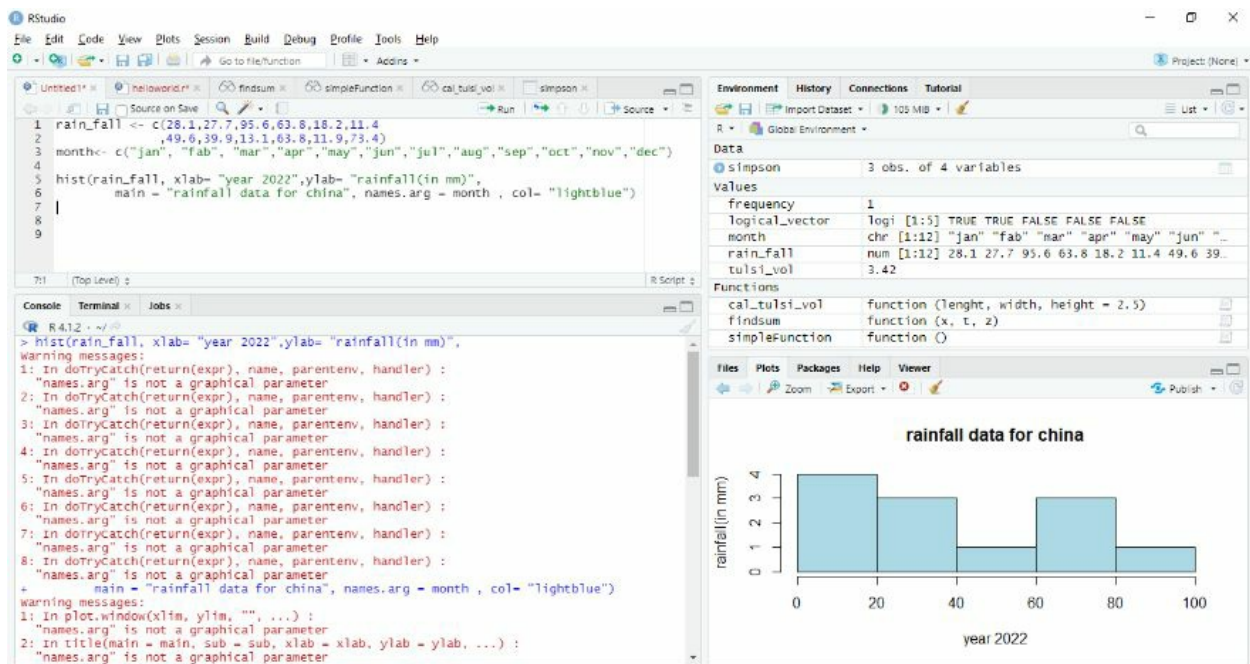 RStudio
File Edit Code View Plots Session Build Debug Profile Tools Help
Go to file/function Addins Project: (None)
Untitled1* helloworld.r* findsum simpleFunction cal_tulsi_vol simpson
Source on Save Run Source
1 rain_fall <- c(28.1,27.7,95.6,63.8,18.2,11.4
2 ,49.6,39.9,13.1,63.8,11.9,73.4)
3 month<- c("jan", "fab", "mar","apr","may","jun","jul","aug","sep","oct","nov","dec")
4
5 hist(rain_fall, xlab= "year 2022",ylab= "rainfall(in mm)",
6 main = "rainfall data for china", names.arg = month , col= "lightblue")
7
8
9
7:1 (Top Level) R Script
Console Terminal Jobs
R 4.1.2 · ~/
> hist(rain_fall, xlab= "year 2022",ylab= "rainfall(in mm)",
Warning messages:
1: In doTryCatch(return(expr), name, parentenv, handler) :
"names.arg" is not a graphical parameter
2: In doTryCatch(return(expr), name, parentenv, handler) :
"names.arg" is not a graphical parameter
3: In doTryCatch(return(expr), name, parentenv, handler) :
"names.arg" is not a graphical parameter
4: In doTryCatch(return(expr), name, parentenv, handler) :
"names.arg" is not a graphical parameter
5: In doTryCatch(return(expr), name, parentenv, handler) :
"names.arg" is not a graphical parameter
6: In doTryCatch(return(expr), name, parentenv, handler) :
"names.arg" is not a graphical parameter
7: In doTryCatch(return(expr), name, parentenv, handler) :
"names.arg" is not a graphical parameter
8: In doTryCatch(return(expr), name, parentenv, handler) :
"names.arg" is not a graphical parameter
+ main = "rainfall data for china", names.arg = month , col= "lightblue")
Warning messages:
1: In plot.window(xlim, ylim, "", ...) :
"names.arg" is not a graphical parameter
2: In title(main = main, sub = sub, xlab = xlab, ylab = ylab, ...) :
"names.arg" is not a graphical parameter
Environment History Connections Tutorial
Import Dataset 105 MiB List
R Global Environment
Data
simpson 3 obs. of 4 variables
Values
frequency 1
logical_vector logi [1:5] TRUE TRUE FALSE FALSE FALSE
month chr [1:12] "jan" "fab" "mar" "apr" "may" "jun" "…
rain_fall num [1:12] 28.1 27.7 95.6 63.8 18.2 11.4 49.6 39…
tulsi_vol 3.42
Functions
cal_tulsi_vol function (lenght, width, height = 2.5)
findsum function (x, t, z)
simpleFunction function ()
Files Plots Packages Help Viewer
Zoom Export Publish
rainfall data for china
rainfall(in mm)
4
3
2
1
0
0 20 40 60 80 100
year 2022